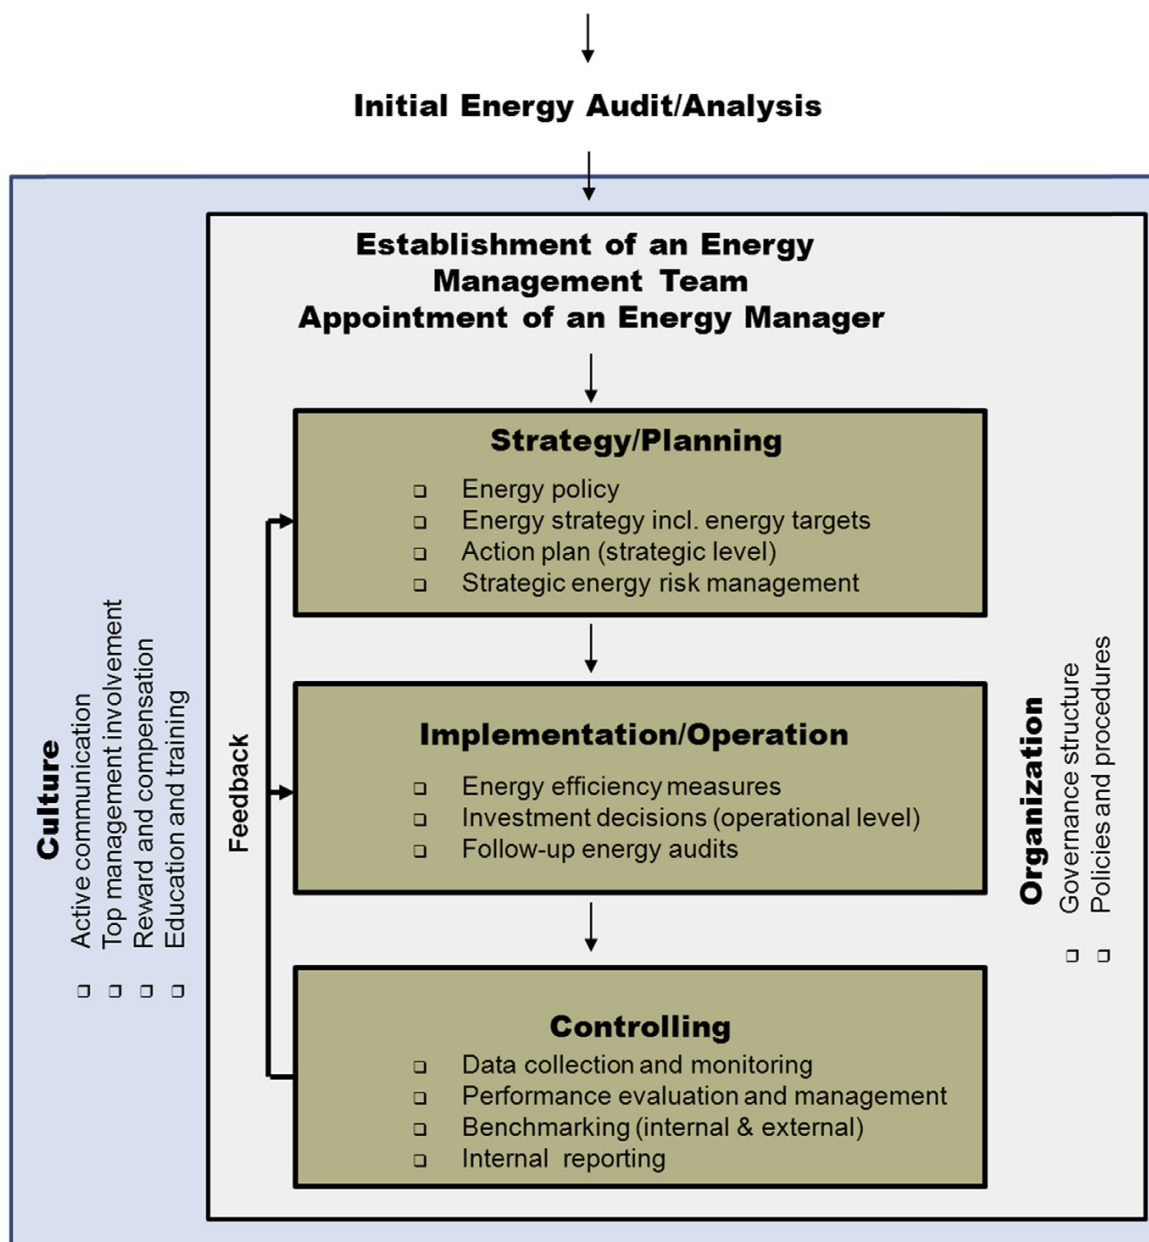 Initial Energy Audit/Analysis
Establishment of an Energy
Management Team
Appointment of an Energy Manager
Strategy/Planning
❑ Energy policy
❑ Energy strategy incl. energy targets
❑ Action plan (strategic level)
❑ Strategic energy risk management
Implementation/Operation
❑ Energy efficiency measures
❑ Investment decisions (operational level)
❑ Follow-up energy audits
Controlling
❑ Data collection and monitoring
❑ Performance evaluation and management
❑ Benchmarking (internal & external)
❑ Internal reporting
Feedback
Culture
❑ Active communication
❑ Top management involvement
❑ Reward and compensation
❑ Education and training
Organization
❑ Governance structure
❑ Policies and procedures